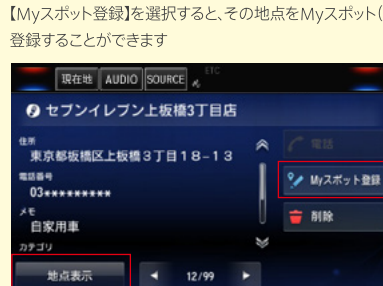 【Myスポット登録】を選択すると、その地点をMyスポット(
登録することができます
現在地 AUDIO SOURCE ETC
セブンイレブン上板橋3丁目店
住所
東京都板橋区上板橋3丁目18-13
電話
電話番号
03*********
Myスポット登録
メモ
自家用車
削除
カテゴリ
地点表示 12/99